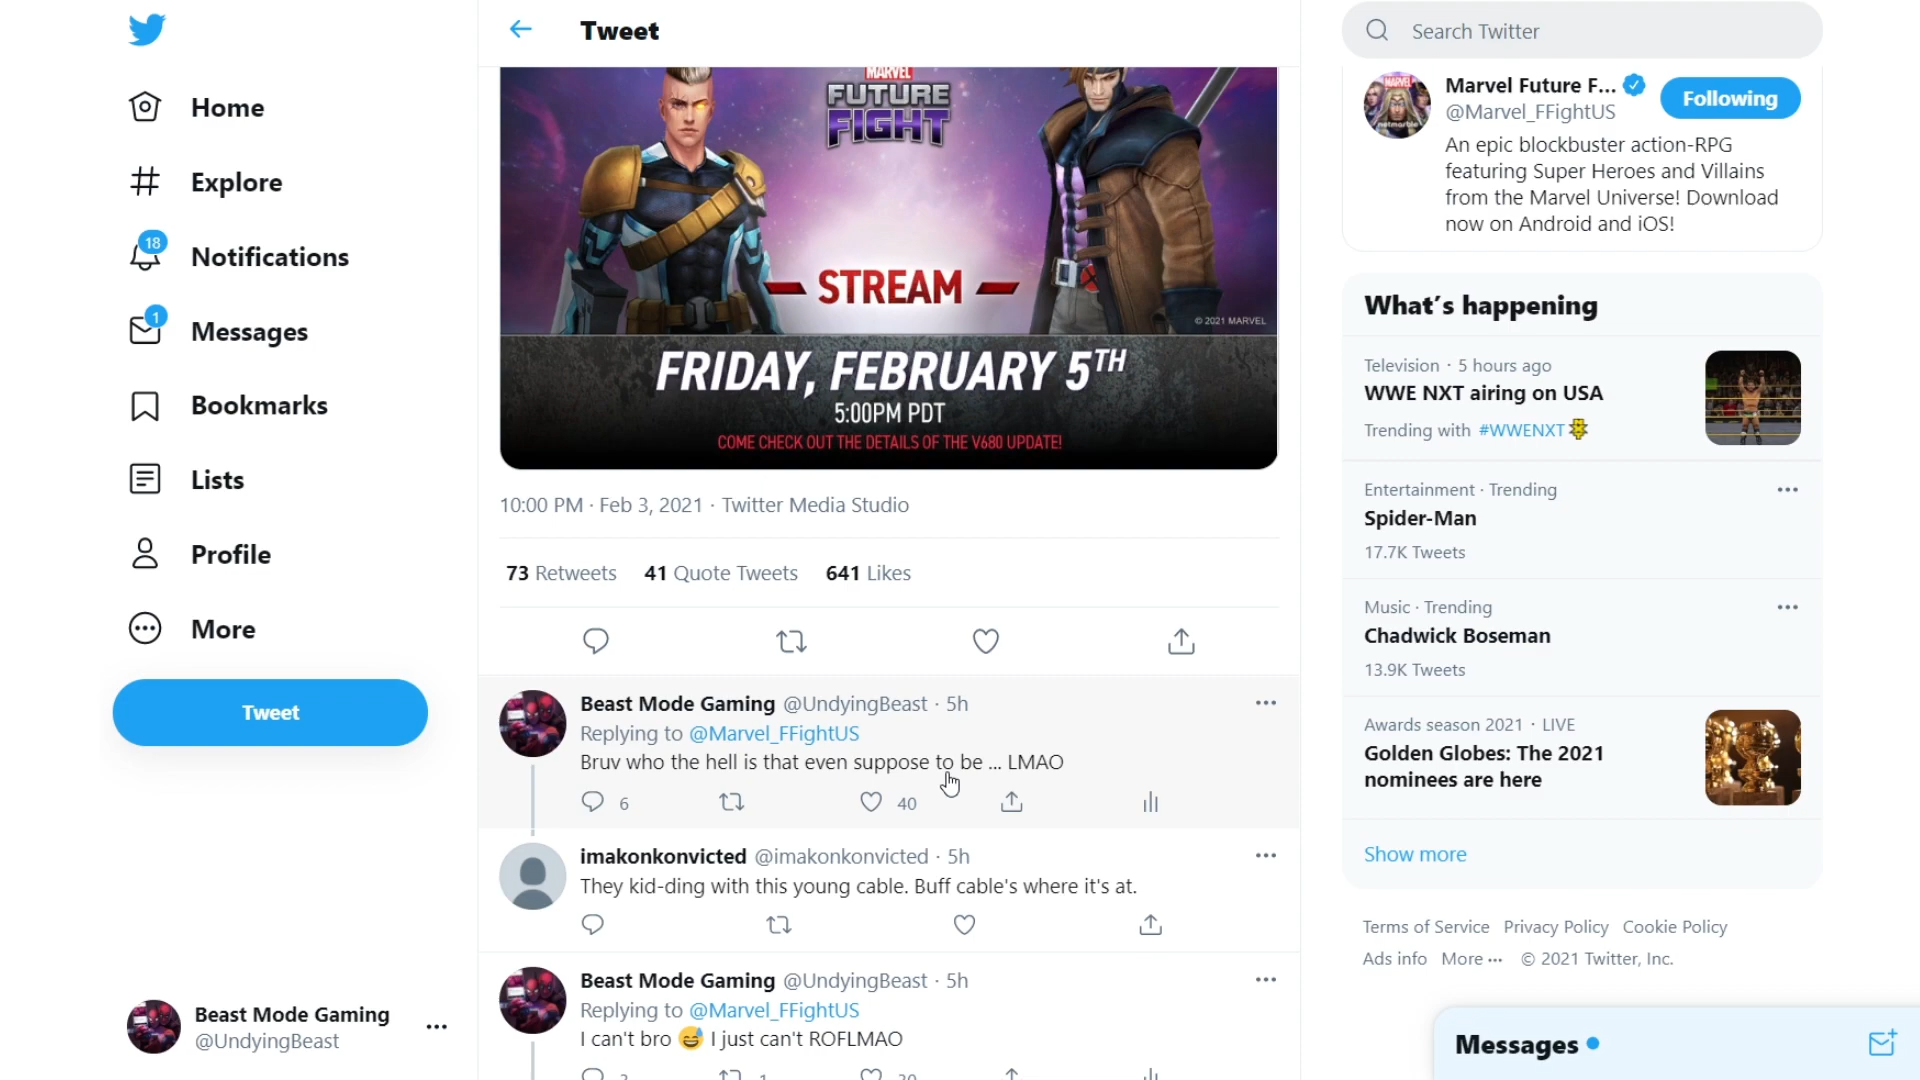 Home
Explore
18
Notifications
1
Messages
Bookmarks
Lists
Profile
More
Tweet
Beast Mode Gaming
@UndyingBeast
Tweet
MARVEL
FUTURE
FIGHT
STREAM
© 2021 MARVEL
FRIDAY, FEBRUARY 5TH
5:00PM PDT
COME CHECK OUT THE DETAILS OF THE V680 UPDATE!
10:00 PM · Feb 3, 2021 · Twitter Media Studio
73 Retweets 41 Quote Tweets 641 Likes
Beast Mode Gaming @UndyingBeast · 5h
Replying to @Marvel_FFightUS
Bruv who the hell is that even suppose to be ... LMAO
6 40
imakonkonvicted @imakonkonvicted · 5h
They kid-ding with this young cable. Buff cable's where it's at.
Beast Mode Gaming @UndyingBeast · 5h
Replying to @Marvel_FFightUS
I can't bro 😅 I just can't ROFLMAO
Search Twitter
Marvel Future F...
@Marvel_FFightUS
Following
An epic blockbuster action-RPG
featuring Super Heroes and Villains
from the Marvel Universe! Download
now on Android and iOS!
What's happening
Television · 5 hours ago
WWE NXT airing on USA
Trending with #WWENXT
Entertainment · Trending
Spider-Man
17.7K Tweets
Music · Trending
Chadwick Boseman
13.9K Tweets
Awards season 2021 · LIVE
Golden Globes: The 2021
nominees are here
Show more
Terms of Service Privacy Policy Cookie Policy
Ads info More ··· © 2021 Twitter, Inc.
Messages